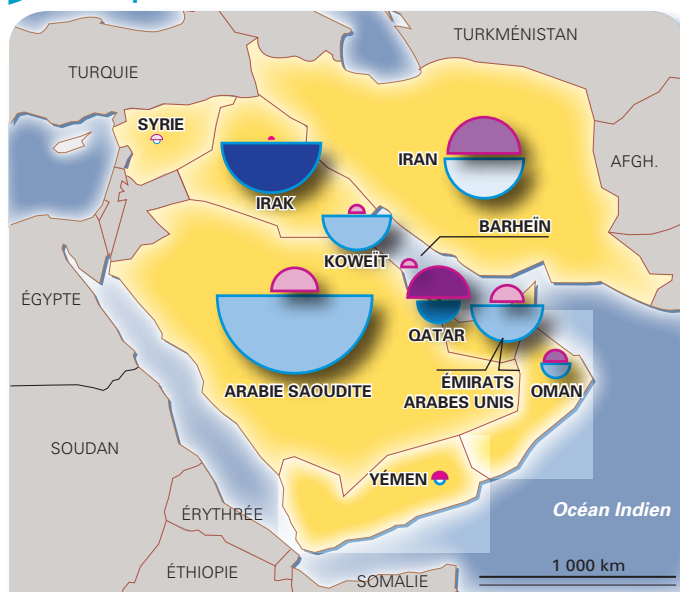 TURKMÉNISTAN
TURQUIE
SYRIE
IRAN
AFGH.
IRAK
BARHEÏN
KOWEÏT
ÉGYPTE
QATAR
ARABIE SAOUDITE
ÉMIRATS
ARABES UNIS
OMAN
SOUDAN
YÉMEN
ÉRYTHRÉE
Océan Indien
ÉTHIOPIE
1 000 km
SOMALIE